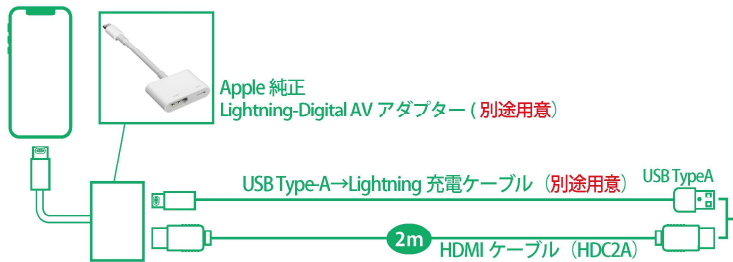 Apple 純正
Lightning-Digital AV アダプター ( 別途用意)
USB Type-A→Lightning 充電ケーブル（別途用意）
USB TypeA
2m
HDMI ケーブル（HDC2A）